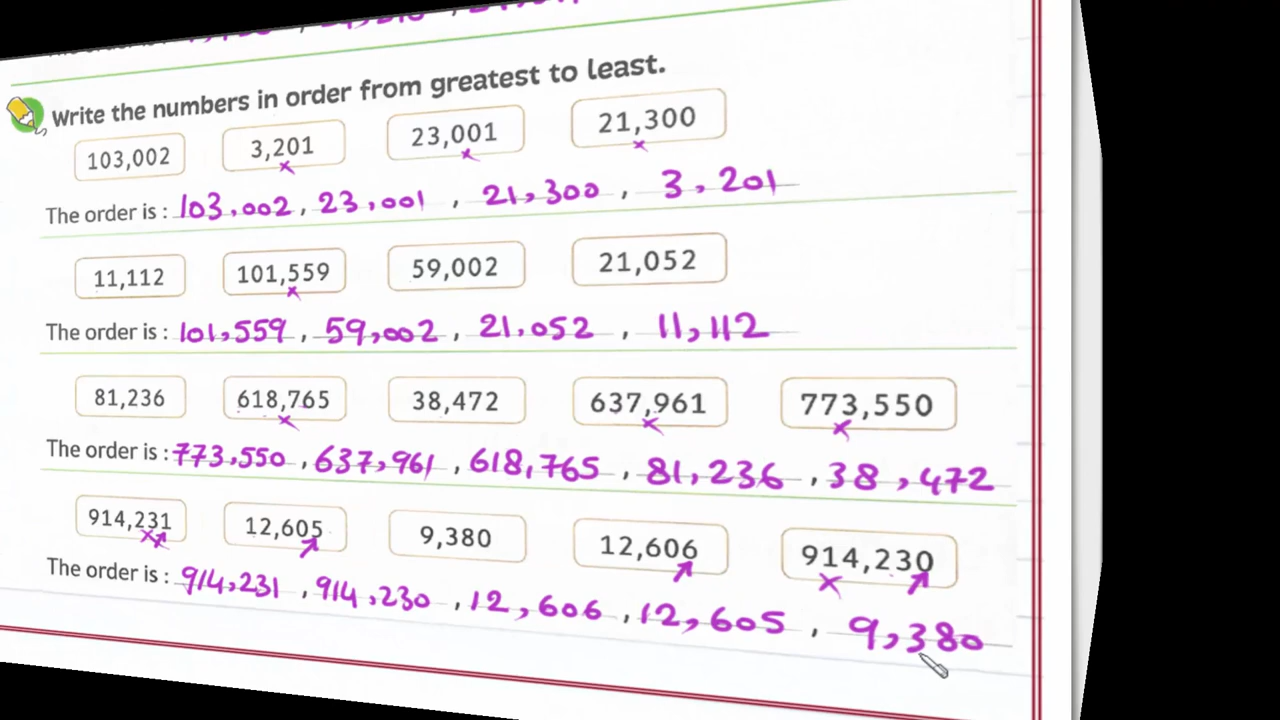 Write the numbers in order from greatest to least.
103,002 3,201 23,001 21,300
The order is : 103,002, 23,001, 21,300, 3,201
11,112 101,559 59,002 21,052
The order is : 101,559, 59,002, 21,052, 11,112
81,236 618,765 38,472 637,961 773,550
The order is : 773,550, 637,961, 618,765, 81,236, 38,472
914,231 12,605 9,380 12,606 914,230
The order is : 914,231, 914,230, 12,606, 12,605, 9,380